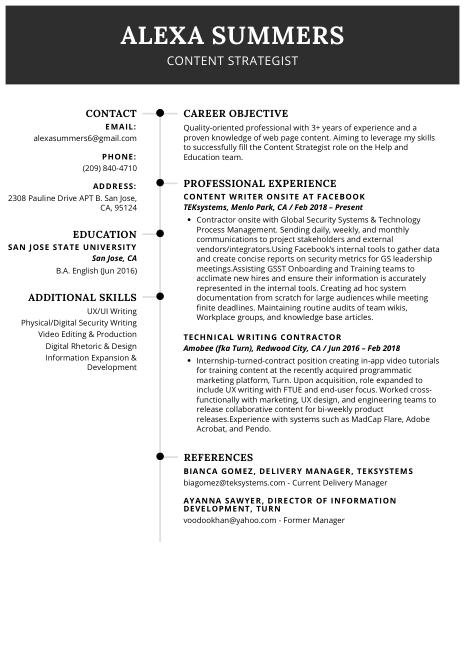 ALEXA SUMMERS
CONTENT STRATEGIST
CONTACT
EMAIL:
alexasummers6@gmail.com
PHONE:
(209) 840-4710
ADDRESS:
2308 Pauline Drive APT B. San Jose,
CA, 95124
EDUCATION
SAN JOSE STATE UNIVERSITY
San Jose, CA
B.A. English (Jun 2016)
ADDITIONAL SKILLS
UX/UI Writing
Physical/Digital Security Writing
Video Editing & Production
Digital Rhetoric & Design
Information Expansion &
Development
CAREER OBJECTIVE
Quality-oriented professional with 3+ years of experience and a
proven knowledge of web page content. Aiming to leverage my skills
to successfully fill the Content Strategist role on the Help and
Education team.
PROFESSIONAL EXPERIENCE
CONTENT WRITER ONSITE AT FACEBOOK
TEKsystems, Menlo Park, CA / Feb 2018 – Present
• Contractor onsite with Global Security Systems & Technology
Process Management. Sending daily, weekly, and monthly
communications to project stakeholders and external
vendors/integrators.Using Facebook's internal tools to gather data
and create concise reports on security metrics for GS leadership
meetings.Assisting GSST Onboarding and Training teams to
acclimate new hires and ensure their information is accurately
represented in the internal tools. Creating ad hoc system
documentation from scratch for large audiences while meeting
finite deadlines. Maintaining routine audits of team wikis,
Workplace groups, and knowledge base articles.
TECHNICAL WRITING CONTRACTOR
Amobee (fka Turn), Redwood City, CA / Jun 2016 – Feb 2018
• Internship-turned-contract position creating in-app video tutorials
for training content at the recently acquired programmatic
marketing platform, Turn. Upon acquisition, role expanded to
include UX writing with FTUE and end-user focus. Worked cross-
functionally with marketing, UX design, and engineering teams to
release collaborative content for bi-weekly product
releases.Experience with systems such as MadCap Flare, Adobe
Acrobat, and Pendo.
REFERENCES
BIANCA GOMEZ, DELIVERY MANAGER, TEKSYSTEMS
biagomez@teksystems.com - Current Delivery Manager
AYANNA SAWYER, DIRECTOR OF INFORMATION
DEVELOPMENT, TURN
voodookhan@yahoo.com - Former Manager